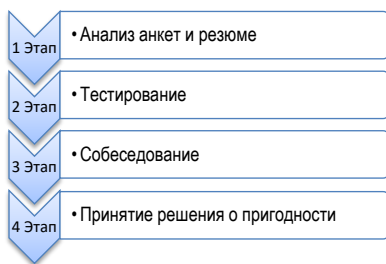 1 Этап
• Анализ анкет и резюме
2 Этап
• Тестирование
3 Этап
• Собеседование
4 Этап
• Принятие решения о пригодности